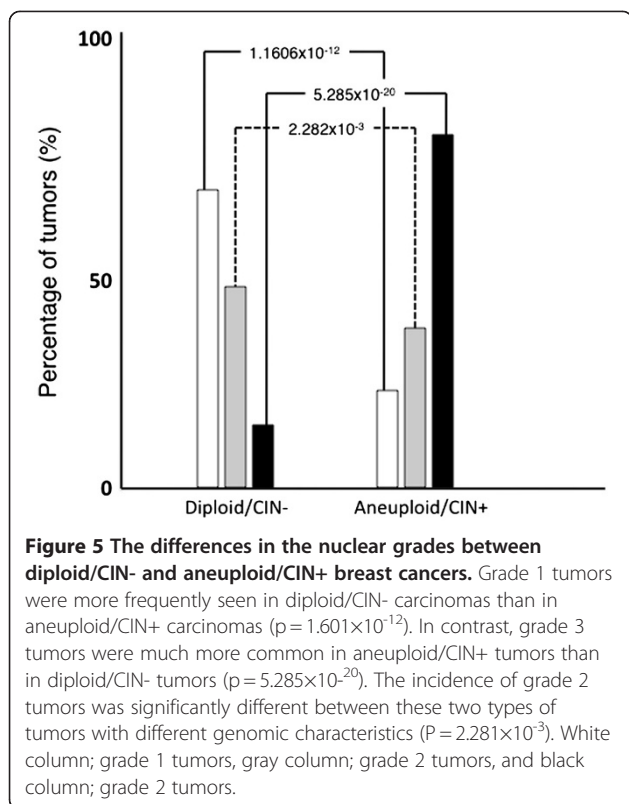 100
1.1606x10-12
5.285x10-20
2.282x10-3
Percentage of tumors (%)
50
0
Diploid/CIN-
Aneuploid/CIN+
Figure 5 The differences in the nuclear grades between
diploid/CIN- and aneuploid/CIN+ breast cancers. Grade 1 tumors
were more frequently seen in diploid/CIN- carcinomas than in
aneuploid/CIN+ carcinomas (p = 1.601×10-12). In contrast, grade 3
tumors were much more common in aneuploid/CIN+ tumors than
in diploid/CIN- tumors (p = 5.285×10-20). The incidence of grade 2
tumors was significantly different between these two types of
tumors with different genomic characteristics (P = 2.281×10-3). White
column; grade 1 tumors, gray column; grade 2 tumors, and black
column; grade 2 tumors.